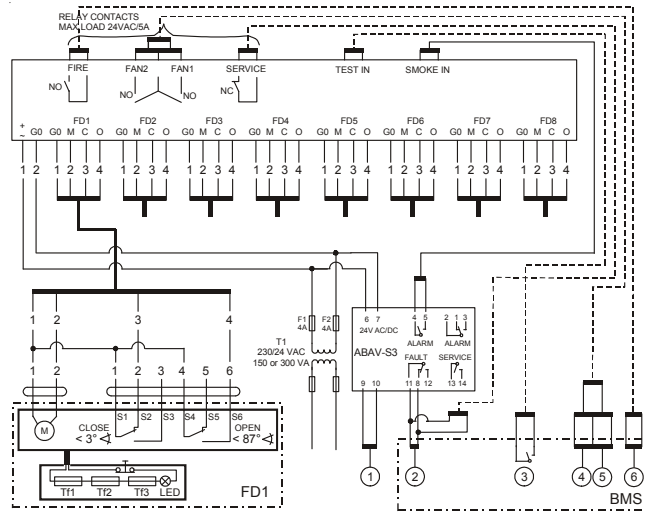 RELAY CONTACTS
MAX LOAD 24VAC/5A
FIRE FAN2 FAN1 SERVICE TEST IN SMOKE IN
NO NO NO NC
+
~ G0
FD1 FD2 FD3 FD4 FD5 FD6 FD7 FD8
G0 M C O G0 M C O G0 M C O G0 M C O G0 M C O G0 M C O G0 M C O G0 M C O
1 2 1 2 3 4 1 2 3 4 1 2 3 4 1 2 3 4 1 2 3 4 1 2 3 4 1 2 3 4 1 2 3 4
1 2 3 4
F1
4A
F2
4A
T1
230/24 VAC
150 or 300 VA
6 7
24V AC/DC
4 5
ALARM
2 1 3
ALARM
ABAV-S3
FAULT
SERVICE
9 10 11 8 12 13 14
1 2 1 2 3 4 5 6
M
S1 S2 S3 S4 S5 S6
CLOSE
< 3°
OPEN
< 87°
Tf1 Tf2 Tf3 LED
FD1
1 2 3 4 5 6
BMS